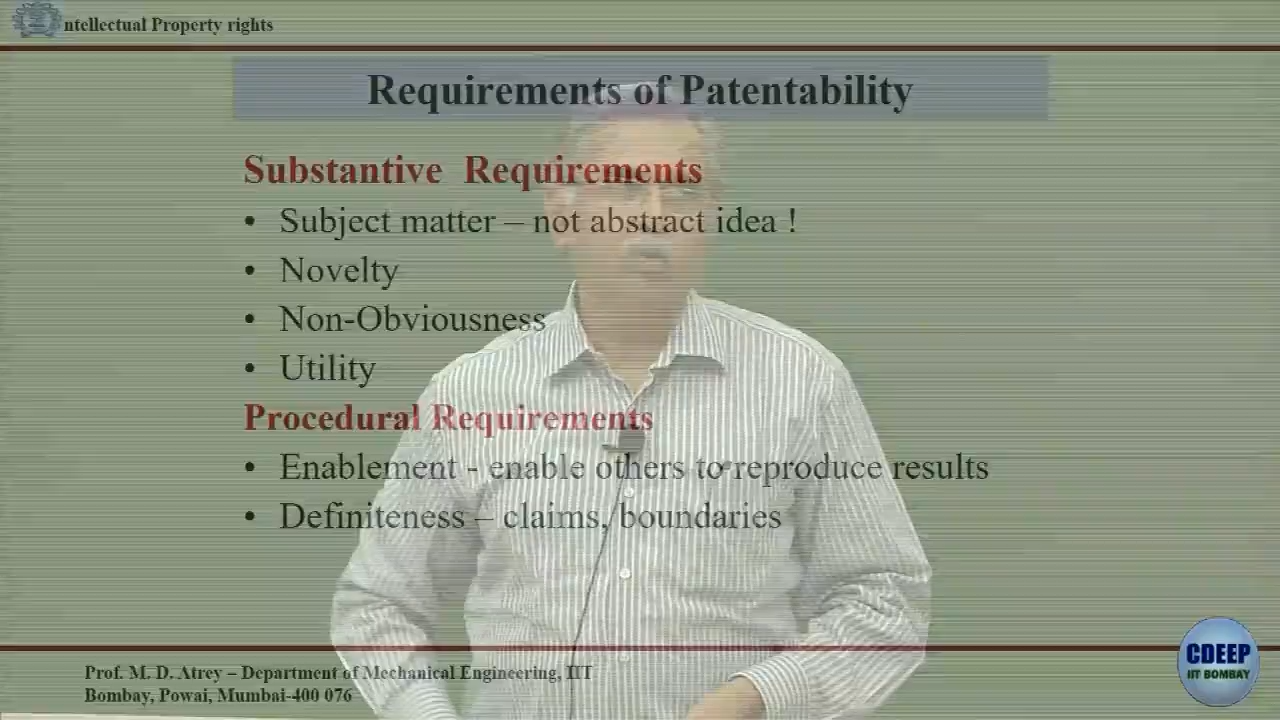 ntellectual Property rights
Requirements of Patentability
Substantive Requirements
• Subject matter – not abstract idea !
• Novelty
• Non-Obviousness
• Utility
Procedural Requirements
• Enablement - enable others to reproduce results
• Definiteness – claims, boundaries
Prof. M. D. Atrey – Department of Mechanical Engineering, IIT
Bombay, Powai, Mumbai-400 076
CDEEP
IIT BOMBAY